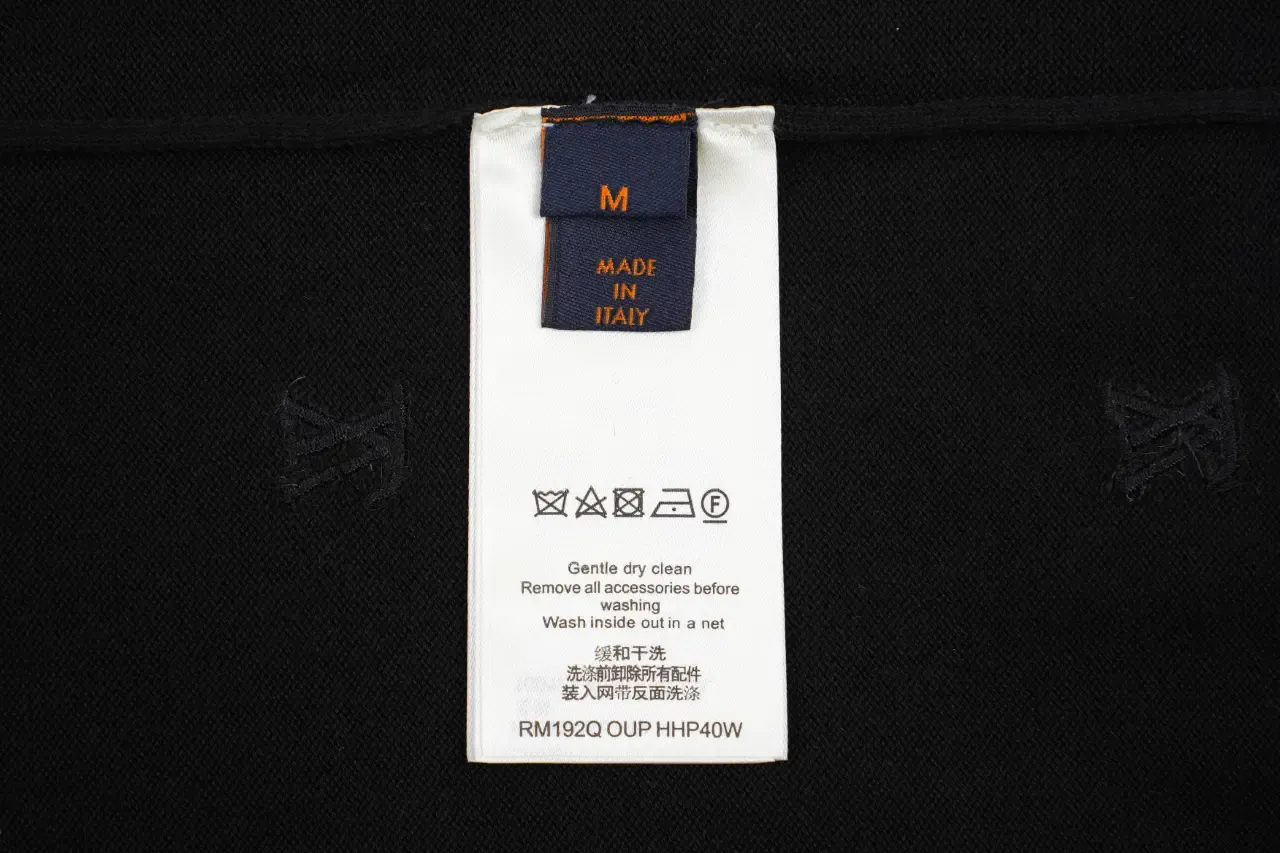 M
MADE
IN
ITALY
F
Gentle dry clean
Remove all accessories before
washing
Wash inside out in a net
缓和干洗
洗涤前卸除所有配件
装入网带反面洗涤
RM192Q OUP HHP40W